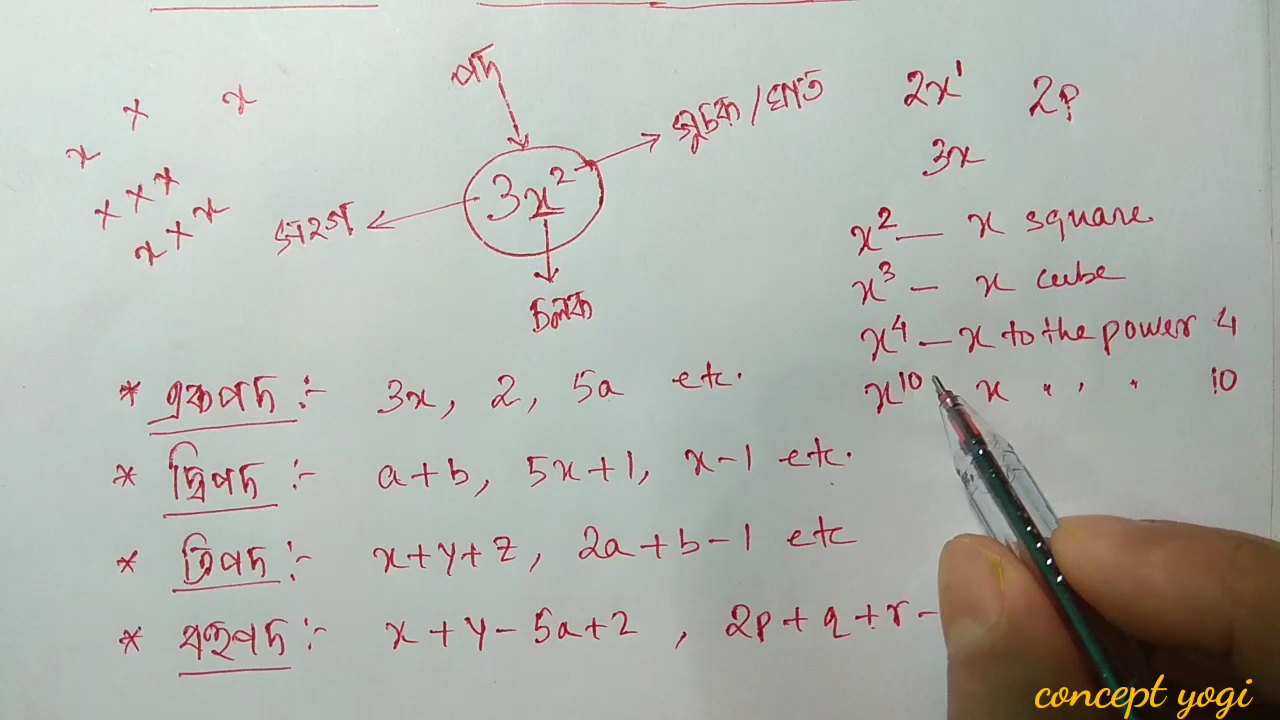 x x
x
x x x
x x x
পদ
3x²
সূচক/ঘাত
সহগ
চলক
2x¹ 2p
3x
x² — x square
x³ — x cube
x⁴ — x to the power 4
x¹⁰ x " " " 10
* একপদ :- 3x, 2, 5a etc.
* দ্বিপদ :- a+b, 5x+1, x-1 etc.
* ত্রিপদ :- x+y+z, 2a+b-1 etc
* বহুপদ :- x+y-5a+2, 2p+q+r-
concept yogi